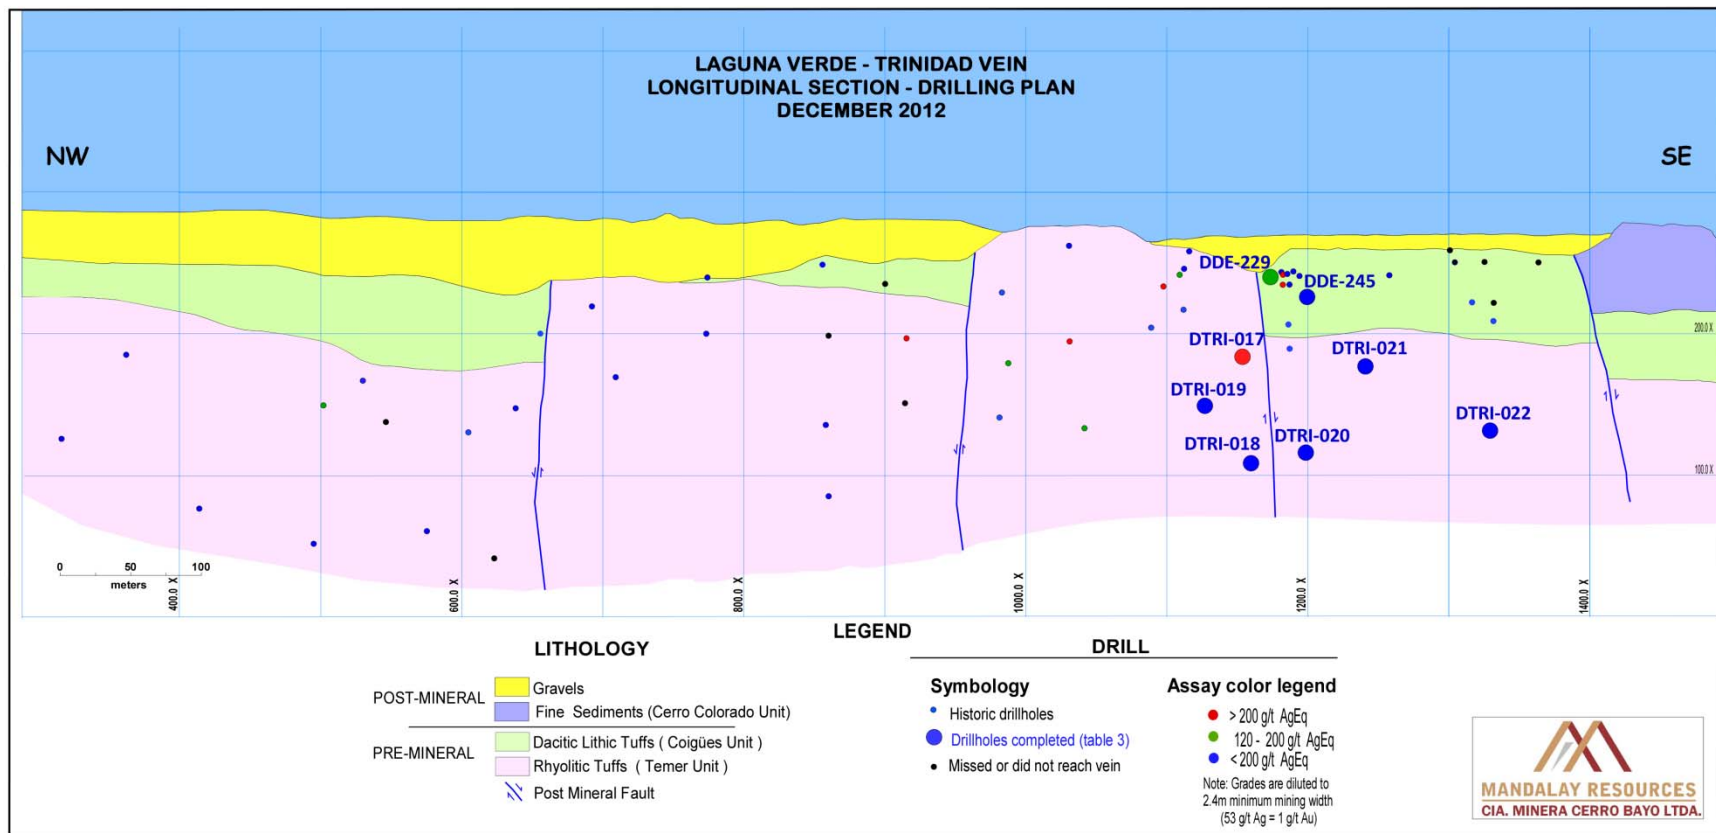 LAGUNA VERDE - TRINIDAD VEIN
LONGITUDINAL SECTION - DRILLING PLAN
DECEMBER 2012
NW
SE
DDE-229
DDE-245
DTRI-017
DTRI-021
DTRI-019
DTRI-022
DTRI-018
DTRI-020
200.0 X
100.0 X
0 50 100
meters
400.0 X
600.0 X
800.0 X
1000.0 X
1200.0 X
1400.0 X
LEGEND
LITHOLOGY
POST-MINERAL
Gravels
Fine Sediments (Cerro Colorado Unit)
PRE-MINERAL
Dacitic Lithic Tuffs ( Coigües Unit )
Rhyolitic Tuffs ( Temer Unit )
Post Mineral Fault
DRILL
Symbology
Historic drillholes
Drillholes completed (table 3)
Missed or did not reach vein
Assay color legend
> 200 g/t AgEq
120 - 200 g/t AgEq
< 200 g/t AgEq
Note: Grades are diluted to
2.4m minimum mining width
(53 g/t Ag = 1 g/t Au)
MANDALAY RESOURCES
CIA. MINERA CERRO BAYO LTDA.